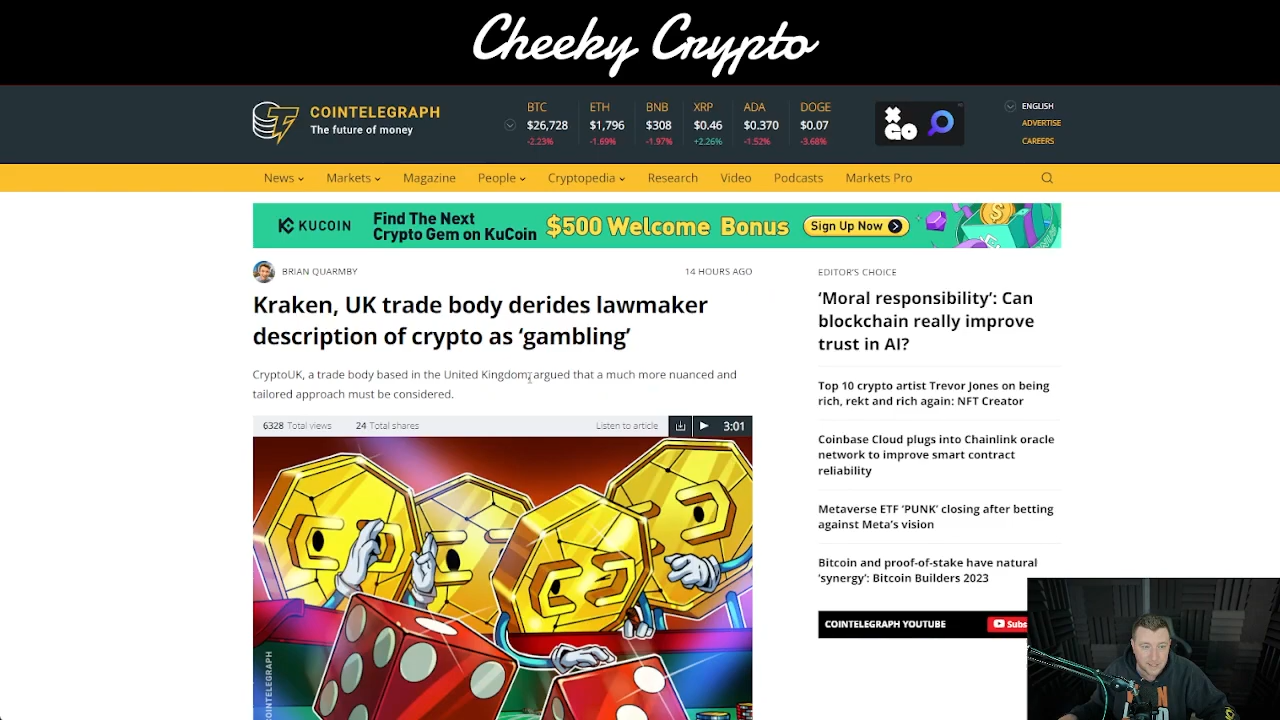 Cheeky Crypto
COINTELEGRAPH
The future of money
BTC
$26,728
-2.23%
ETH
$1,796
-1.69%
BNB
$308
-1.97%
XRP
$0.46
+2.26%
ADA
$0.370
-1.52%
DOGE
$0.07
-3.68%
X
GO
ENGLISH
ADVERTISE
CAREERS
News
Markets
Magazine
People
Cryptopedia
Research
Video
Podcasts
Markets Pro
KUCOIN
Find The Next
Crypto Gem on KuCoin
$500 Welcome Bonus
Sign Up Now
BRIAN QUARMBY
14 HOURS AGO
Kraken, UK trade body derides lawmaker
description of crypto as ‘gambling’
CryptoUK, a trade body based in the United Kingdom, argued that a much more nuanced and
tailored approach must be considered.
6328 Total views
24 Total shares
Listen to article
3:01
COINTELEGRAPH
EDITOR'S CHOICE
‘Moral responsibility’: Can
blockchain really improve
trust in AI?
Top 10 crypto artist Trevor Jones on being
rich, rekt and rich again: NFT Creator
Coinbase Cloud plugs into Chainlink oracle
network to improve smart contract
reliability
Metaverse ETF ‘PUNK’ closing after betting
against Meta’s vision
Bitcoin and proof-of-stake have natural
‘synergy’: Bitcoin Builders 2023
COINTELEGRAPH YOUTUBE
Subs